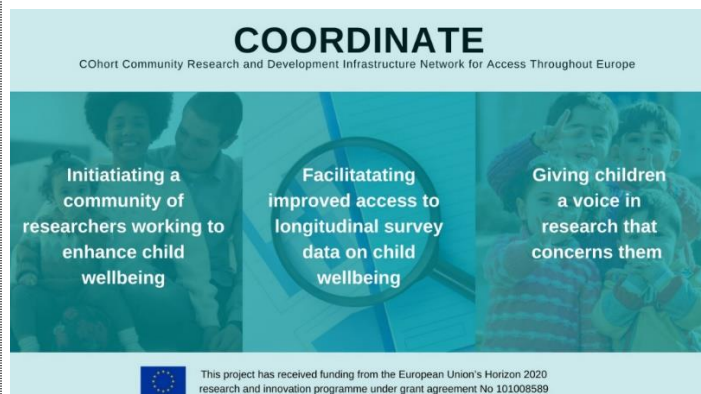 COORDINATE
COhort Community Research and Development Infrastructure Network for Access Throughout Europe
Initiatiating a
community of
researchers working to
enhance child
wellbeing
Facilitatating
improved access to
longitudinal survey
data on child
wellbeing
Giving children
a voice in
research that
concerns them
This project has received funding from the European Union's Horizon 2020
research and innovation programme under grant agreement No 101008589